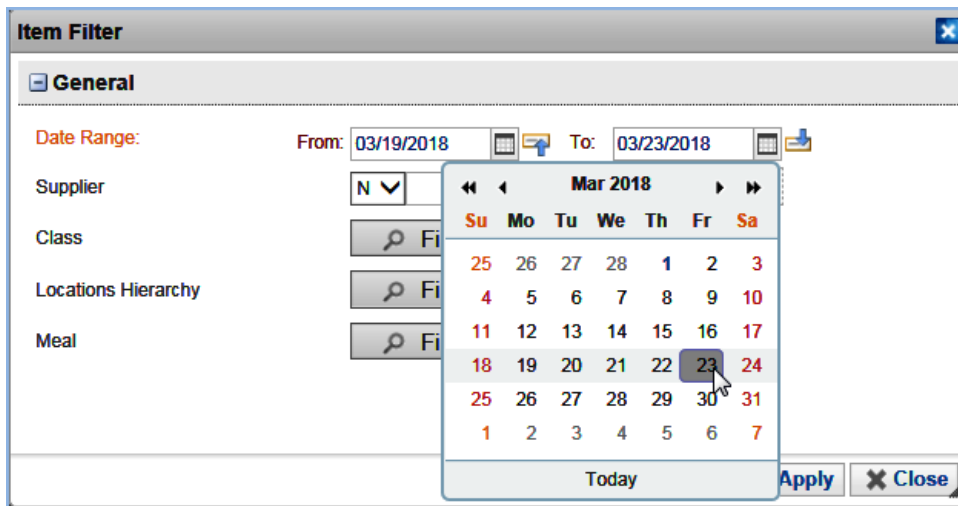 Item Filter
General
Date Range: From: 03/19/2018 To: 03/23/2018
Supplier N
Class Fi
Locations Hierarchy Fi
Meal Fi
Mar 2018
Su Mo Tu We Th Fr Sa
25 26 27 28 1 2 3
4 5 6 7 8 9 10
11 12 13 14 15 16 17
18 19 20 21 22 23 24
25 26 27 28 29 30 31
1 2 3 4 5 6 7
Today
Apply Close